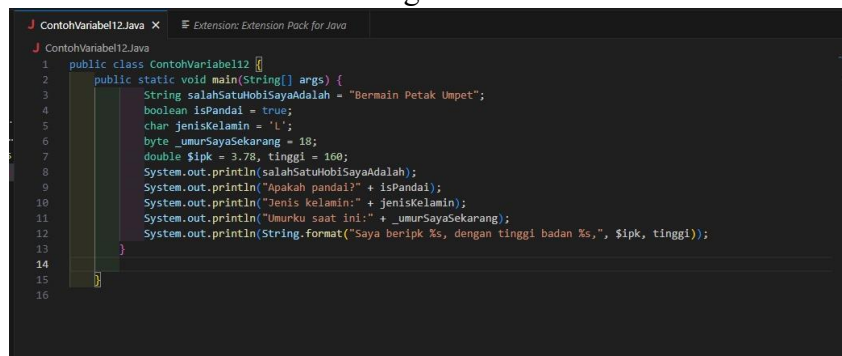 ContohVariabel12.Java Extension: Extension Pack for Java
ContohVariabel12.Java
1 public class ContohVariabel12 {
2 public static void main(String[] args) {
3 String salahSatuHobiSayaAdalah = "Bermain Petak Umpet";
4 boolean isPandai = true;
5 char jenisKelamin = 'L';
6 byte _umurSayaSekarang = 18;
7 double $ipk = 3.78, tinggi = 160;
8 System.out.println(salahSatuHobiSayaAdalah);
9 System.out.println("Apakah pandai?" + isPandai);
10 System.out.println("Jenis kelamin:" + jenisKelamin);
11 System.out.println("Umurku saat ini:" + _umurSayaSekarang);
12 System.out.println(String.format("Saya beripk %s, dengan tinggi badan %s,", $ipk, tinggi));
13 }
14
15 }
16